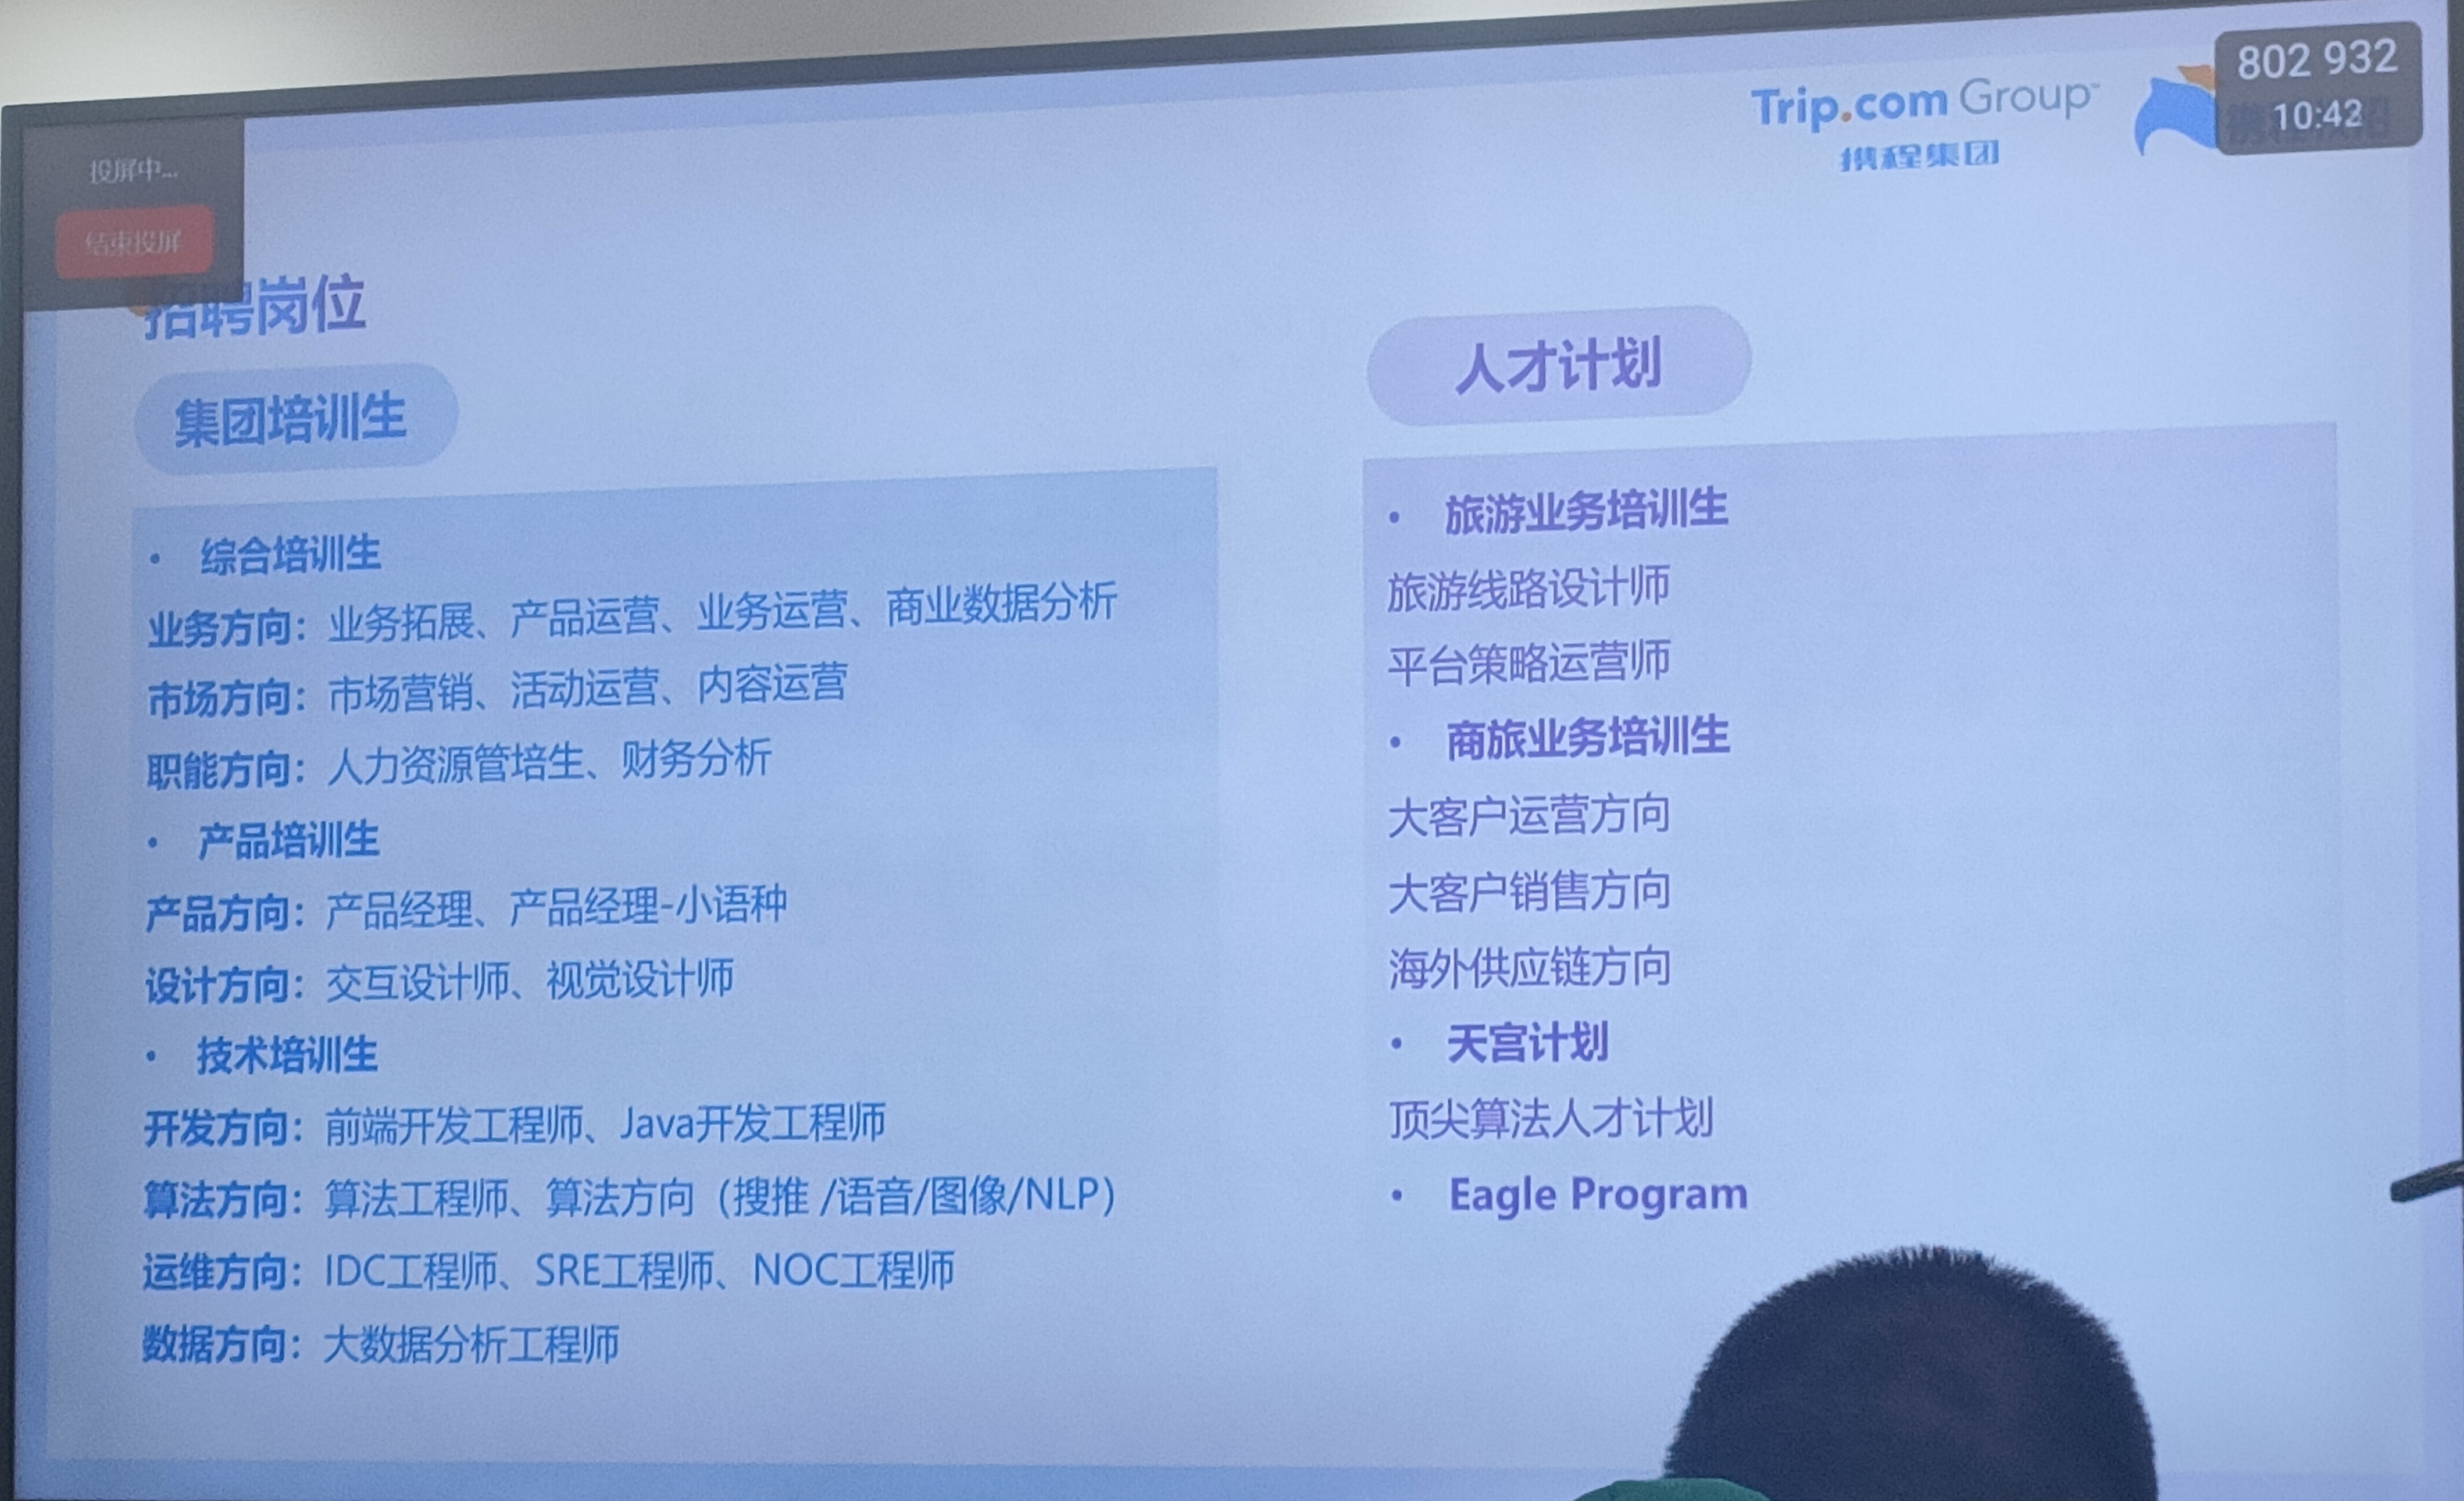 802 932
10:42
Trip.com Group
携程集团
投屏中...
结束投屏
招聘岗位
集团培训生
• 综合培训生
业务方向：业务拓展、产品运营、业务运营、商业数据分析
市场方向：市场营销、活动运营、内容运营
职能方向：人力资源管培生、财务分析
• 产品培训生
产品方向：产品经理、产品经理-小语种
设计方向：交互设计师、视觉设计师
• 技术培训生
开发方向：前端开发工程师、Java开发工程师
算法方向：算法工程师、算法方向（搜推 /语音/图像/NLP）
运维方向：IDC工程师、SRE工程师、NOC工程师
数据方向：大数据分析工程师
人才计划
• 旅游业务培训生
旅游线路设计师
平台策略运营师
• 商旅业务培训生
大客户运营方向
大客户销售方向
海外供应链方向
• 天宫计划
顶尖算法人才计划
• Eagle Program